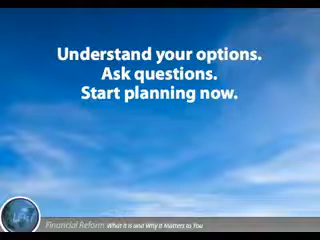 Understand your options.
Ask questions.
Start planning now.
Financial Reform What it is and Why it Matters to You